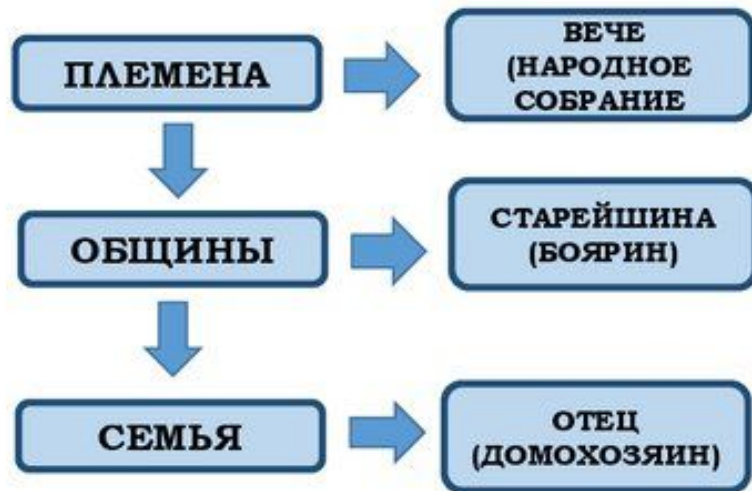 ПЛЕМЕНА
ВЕЧЕ
(НАРОДНОЕ
СОБРАНИЕ
ОБЩИНЫ
СТАРЕЙШИНА
(БОЯРИН)
СЕМЬЯ
ОТЕЦ
(ДОМОХОЗЯИН)